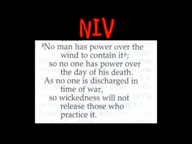 NIV
⁸No man has power over the
wind to contain itᵃ;
so no one has power over
the day of his death.
As no one is discharged in
time of war,
so wickedness will not
release those who
practice it.